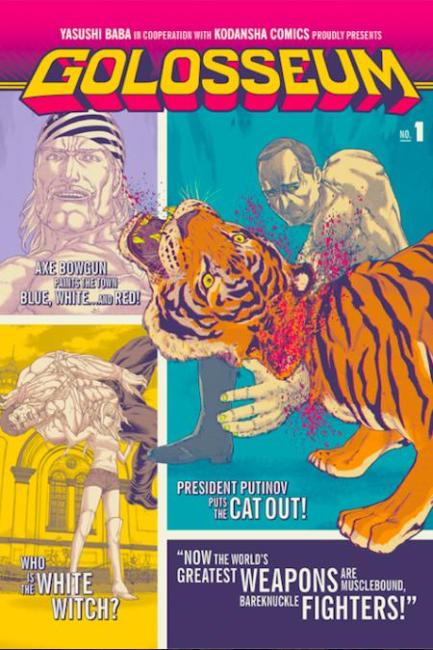 YASUSHI BABA IN COOPERATION WITH KODANSHA COMICS PROUDLY PRESENTS
GOLOSSEUM
NO. 1
AXE BOWGUN
PAINTS THE TOWN
BLUE, WHITE...AND RED!
PRESIDENT PUTINOV
PUTS
THE CAT OUT!
WHO
IS
THE WHITE
WITCH?
"NOW THE WORLD'S
GREATEST WEAPONS ARE
MUSCLEBOUND,
BAREKNUCKLE FIGHTERS!"